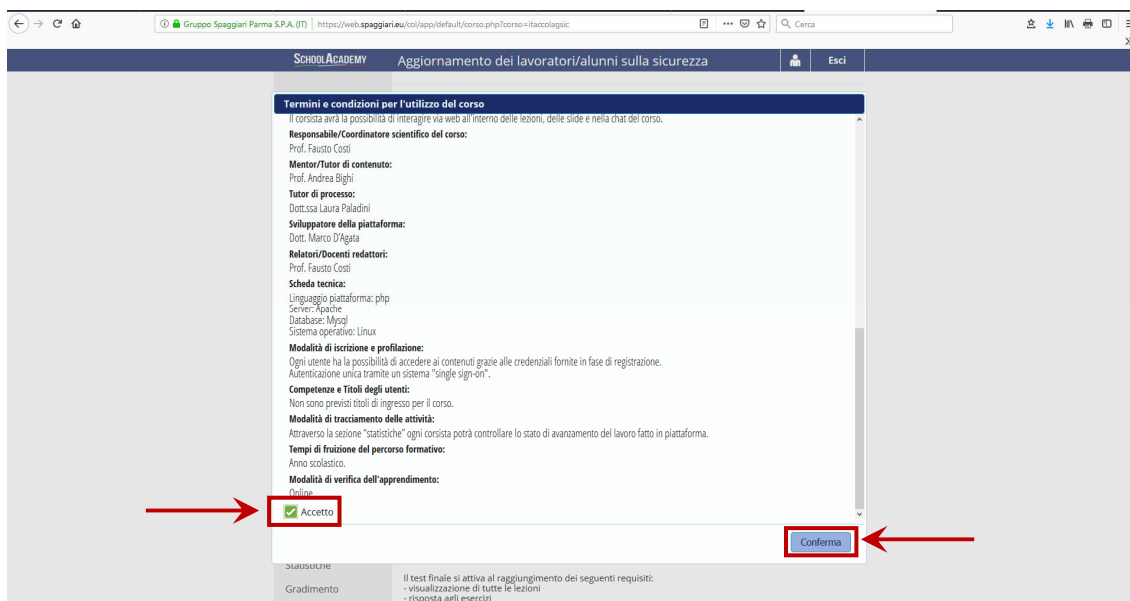 Gruppo Spaggiari Parma S.P.A. (IT) https://web.spaggiari.eu/col/app/default/corso.php?corso=itaccolagsic Cerca
SCHOOLACADEMY Aggiornamento dei lavoratori/alunni sulla sicurezza Esci
Termini e condizioni per l'utilizzo del corso
Il corsista avrà la possibilità di interagire via web all'interno delle lezioni, delle slide e nella chat del corso.
Responsabile/Coordinatore scientifico del corso:
Prof. Fausto Costi
Mentor/Tutor di contenuto:
Prof. Andrea Bighi
Tutor di processo:
Dott.ssa Laura Paladini
Sviluppatore della piattaforma:
Dott. Marco D'Agata
Relatori/Docenti redattori:
Prof. Fausto Costi
Scheda tecnica:
Linguaggio piattaforma: php
Server: Apache
Database: Mysql
Sistema operativo: Linux
Modalità di iscrizione e profilazione:
Ogni utente ha la possibilità di accedere ai contenuti grazie alle credenziali fornite in fase di registrazione.
Autenticazione unica tramite un sistema "single sign-on".
Competenze e Titoli degli utenti:
Non sono previsti titoli di ingresso per il corso.
Modalità di tracciamento delle attività:
Attraverso la sezione "statistiche" ogni corsista potrà controllare lo stato di avanzamento del lavoro fatto in piattaforma.
Tempi di fruizione del percorso formativo:
Anno scolastico.
Modalità di verifica dell'apprendimento:
Online
Accetto
Conferma
Statistiche
Il test finale si attiva al raggiungimento dei seguenti requisiti:
- visualizzazione di tutte le lezioni
Gradimento
- risposta agli esercizi